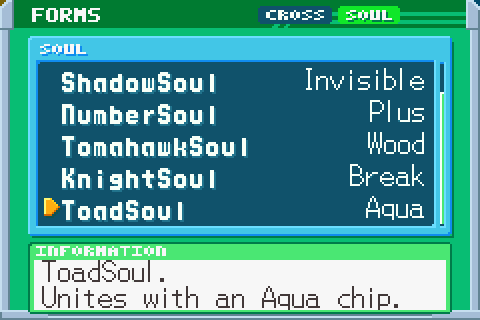 FORMS CROSS SOUL
SOUL
ShadowSoul Invisible
NumberSoul Plus
TomahawkSoul Wood
KnightSoul Break
ToadSoul Aqua
INFORMATION
ToadSoul.
Unites with an Aqua chip.